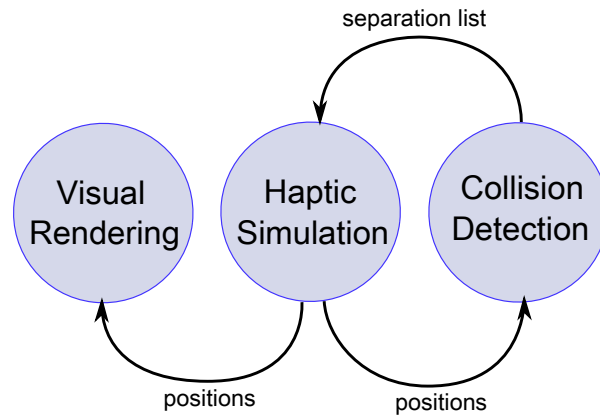 separation list
Visual
Rendering
Haptic
Simulation
Collision
Detection
positions
positions